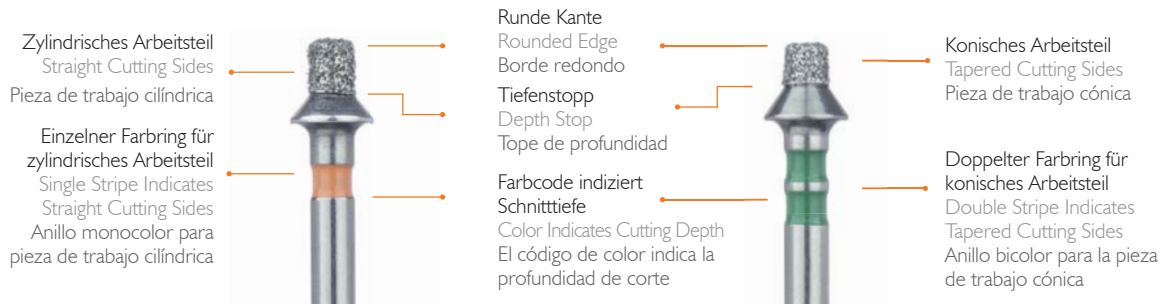 Zylindrisches Arbeitsteil
Straight Cutting Sides
Pieza de trabajo cilíndrica
Einzelner Farbring für
zylindrisches Arbeitsteil
Single Stripe Indicates
Straight Cutting Sides
Anillo monocolor para
pieza de trabajo cilíndrica
Runde Kante
Rounded Edge
Borde redondo
Tiefenstopp
Depth Stop
Tope de profundidad
Farbcode indiziert
Schnitttiefe
Color Indicates Cutting Depth
El código de color indica la
profundidad de corte
Konisches Arbeitsteil
Tapered Cutting Sides
Pieza de trabajo cónica
Doppelter Farbring für
konisches Arbeitsteil
Double Stripe Indicates
Tapered Cutting Sides
Anillo bicolor para la pieza
de trabajo cónica